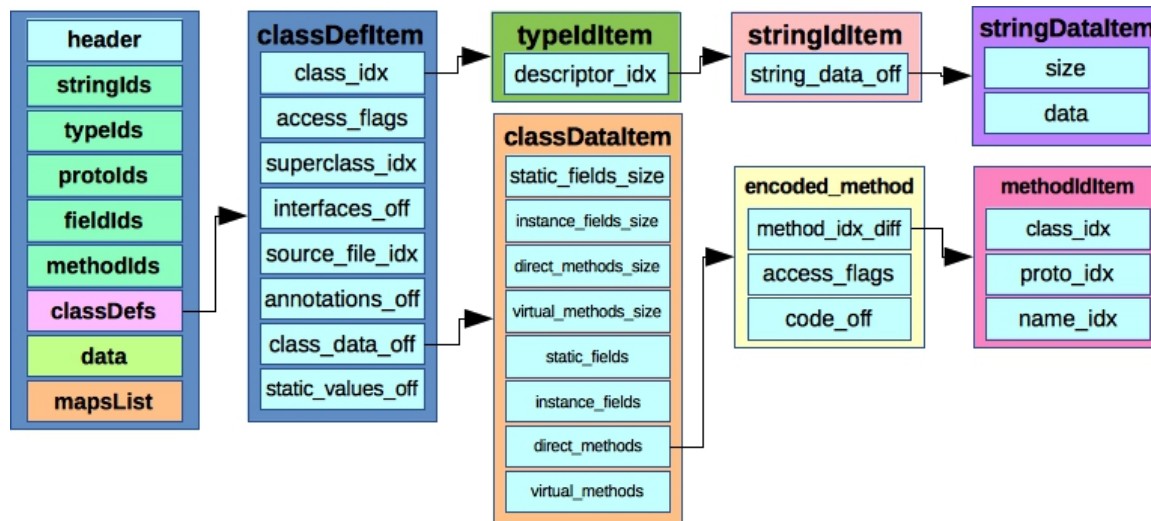 header
stringIds
typeIds
protoIds
fieldIds
methodIds
classDefs
data
mapsList
classDefItem
class_idx
access_flags
superclass_idx
interfaces_off
source_file_idx
annotations_off
class_data_off
static_values_off
typeIdItem
descriptor_idx
stringIdItem
string_data_off
stringDataItem
size
data
classDataItem
static_fields_size
instance_fields_size
direct_methods_size
virtual_methods_size
static_fields
instance_fields
direct_methods
virtual_methods
encoded_method
method_idx_diff
access_flags
code_off
methodIdItem
class_idx
proto_idx
name_idx